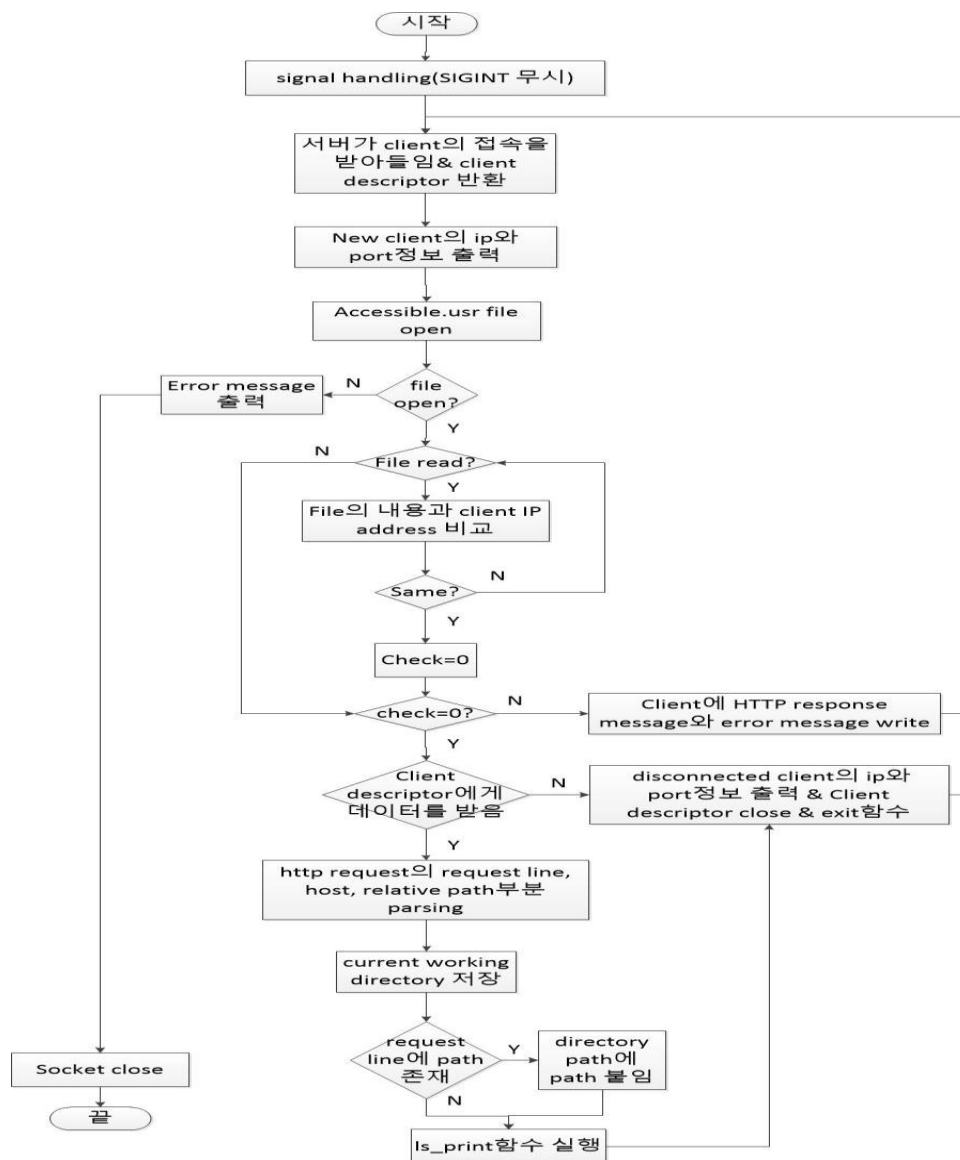 시작
signal handling(SIGINT 무시)
서버가 client의 접속을
받아들임& client
descriptor 반환
New client의 ip와
port정보 출력
Accessible.usr file
open
file
open?
N
Error message
출력
Y
File read?
N
Y
File의 내용과 client IP
address 비교
Same?
N
Y
Check=0
check=0?
N
Client에 HTTP response
message와 error message write
Y
Client
descriptor에게
데이터를 받음
N
disconnected client의 ip와
port정보 출력 & Client
descriptor close & exit함수
Y
http request의 request line,
host, relative path부분
parsing
current working
directory 저장
request
line에 path
존재
Y
directory
path에
path 붙임
N
ls_print함수 실행
Socket close
끝